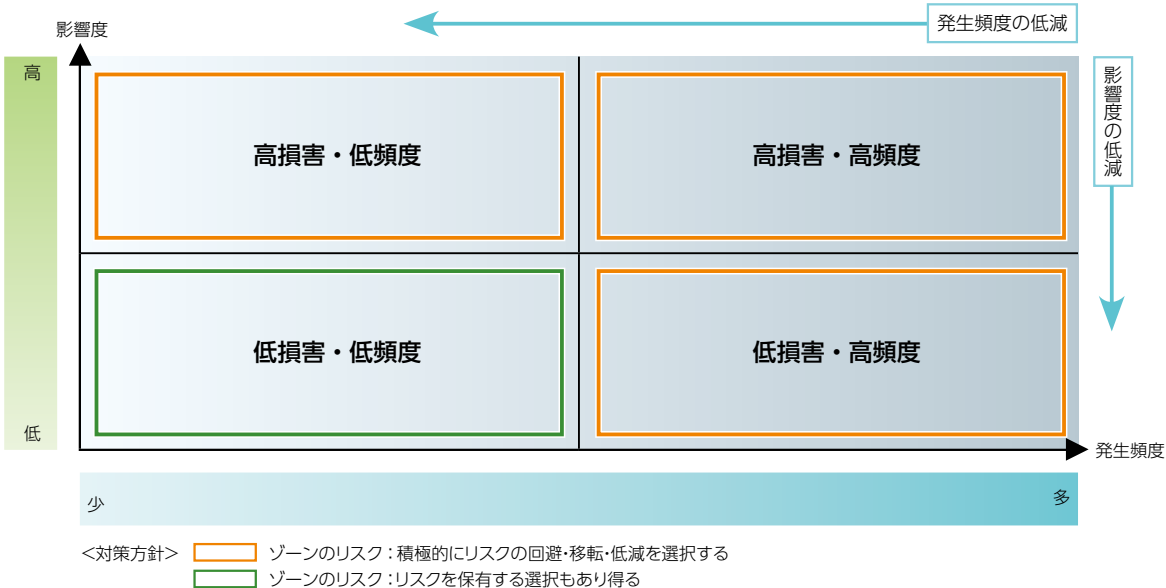 発生頻度の低減
影響度
高
影響度の低減
高損害・低頻度
高損害・高頻度
低損害・低頻度
低損害・高頻度
低
発生頻度
少
多
<対策方針>
ゾーンのリスク：積極的にリスクの回避・移転・低減を選択する
ゾーンのリスク：リスクを保有する選択もあり得る